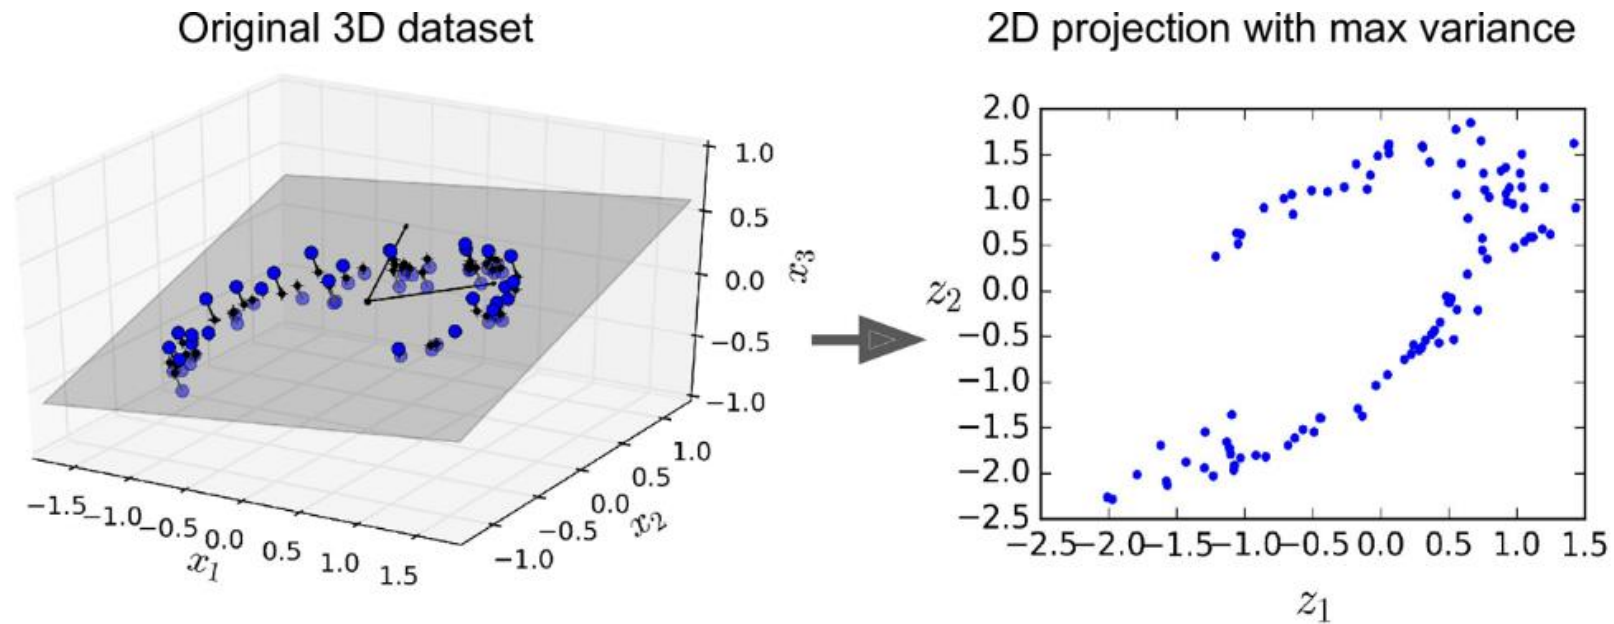 Original 3D dataset
1.0
0.5
0.0
−0.5
−1.0
x3
1.0
0.5
0.0
−0.5
−1.0
x2
−1.5 −1.0 −0.5 0.0 0.5 1.0 1.5
x1
2D projection with max variance
2.0
1.5
1.0
0.5
0.0
−0.5
−1.0
−1.5
−2.0
−2.5
z2
−2.5 −2.0 −1.5 −1.0 −0.5 0.0 0.5 1.0 1.5
z1